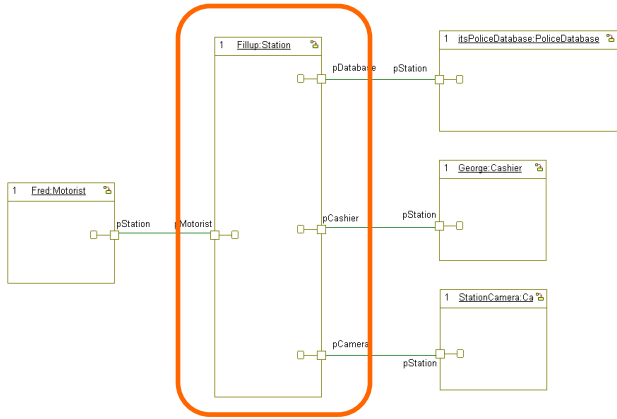 1 Fillup:Station
1 itsPoliceDatabase:PoliceDatabase
pDatabase
pStation
1 George:Cashier
1 Fred:Motorist
pStation
pMotorist
pCashier
pStation
1 StationCamera:Ca
pCamera
pStation